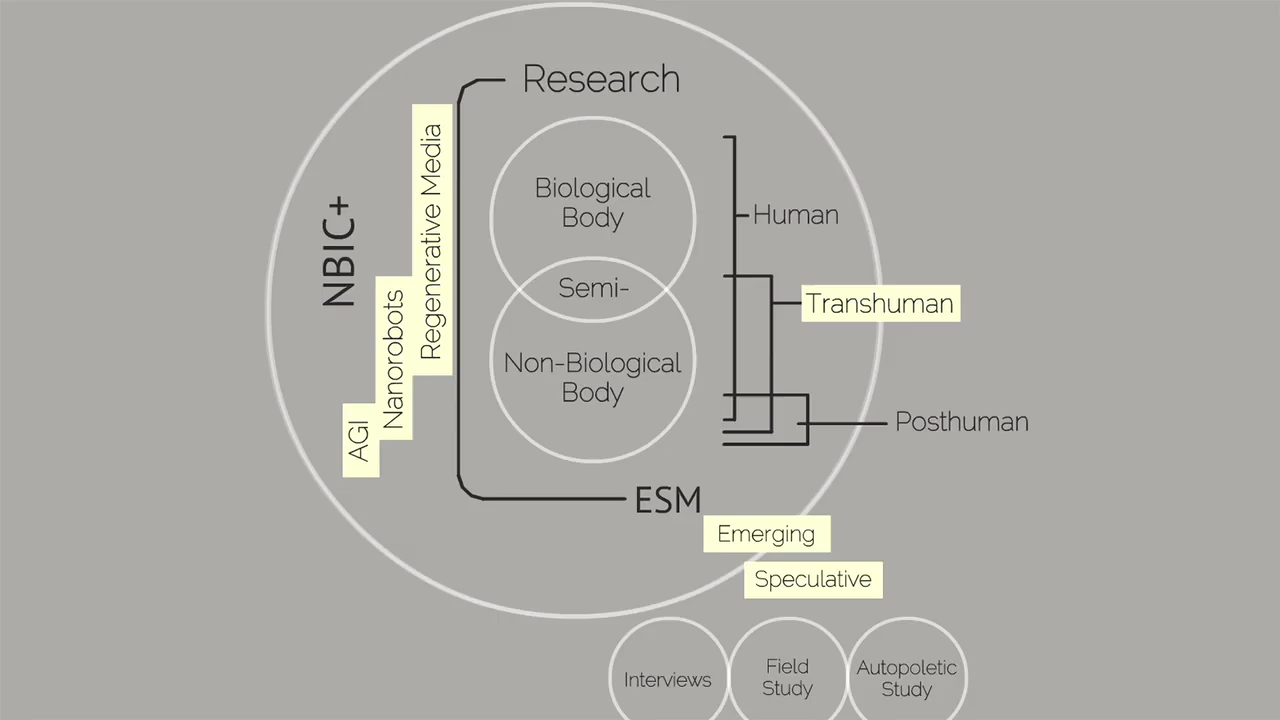 Research
Biological
Body
Semi-
Non-Biological
Body
Human
Transhuman
Posthuman
NBIC+
Regenerative Media
Nanorobots
AGI
ESM
Emerging
Speculative
Interviews
Field
Study
Autopoletic
Study